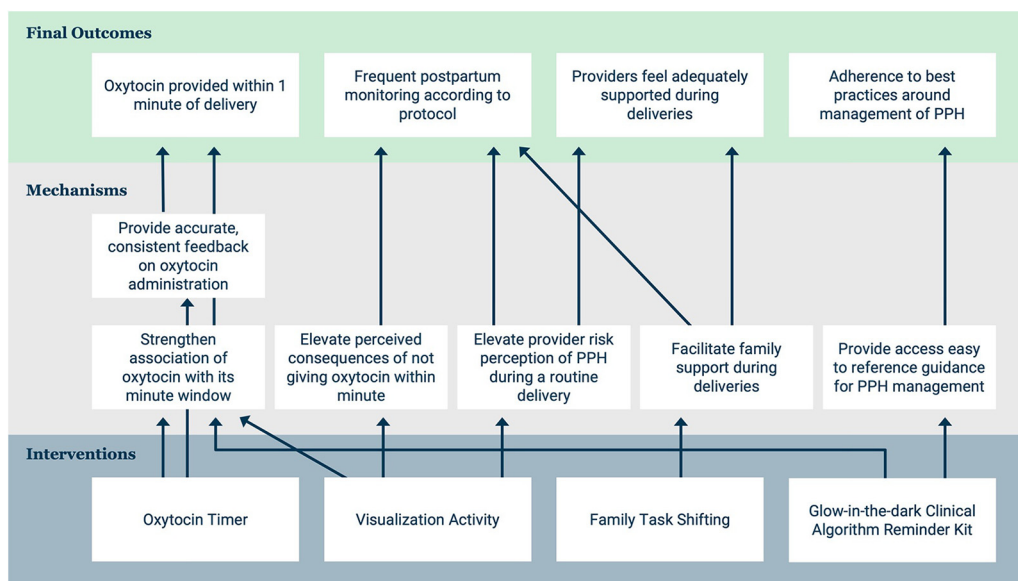 Final Outcomes
Oxytocin provided within 1
minute of delivery
Frequent postpartum
monitoring according to
protocol
Providers feel adequately
supported during
deliveries
Adherence to best
practices around
management of PPH
Mechanisms
Provide accurate,
consistent feedback
on oxytocin
administration
Strengthen
association of
oxytocin with its
minute window
Elevate perceived
consequences of not
giving oxytocin within
minute
Elevate provider risk
perception of PPH
during a routine
delivery
Facilitate family
support during
deliveries
Provide access easy
to reference guidance
for PPH management
Interventions
Oxytocin Timer
Visualization Activity
Family Task Shifting
Glow-in-the-dark Clinical
Algorithm Reminder Kit